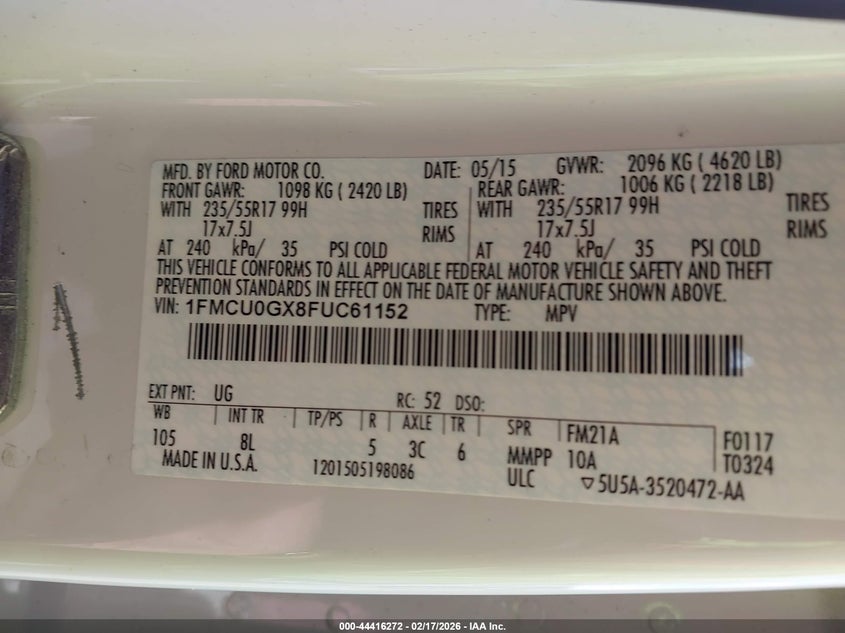 MFD. BY FORD MOTOR CO. DATE: 05/15 GVWR: 2096 KG ( 4620 LB)
FRONT GAWR: 1098 KG ( 2420 LB) REAR GAWR: 1006 KG ( 2218 LB)
WITH 235/55R17 99H TIRES WITH 235/55R17 99H TIRES
17x7.5J RIMS 17x7.5J RIMS
AT 240 kPa/ 35 PSI COLD AT 240 kPa/ 35 PSI COLD
THIS VEHICLE CONFORMS TO ALL APPLICABLE FEDERAL MOTOR VEHICLE SAFETY AND THEFT
PREVENTION STANDARDS IN EFFECT ON THE DATE OF MANUFACTURE SHOWN ABOVE.
VIN: 1FMCU0GX8FUC61152 TYPE: MPV
EXT PNT: UG RC: 52 DSO:
WB INT TR TP/PS R AXLE TR SPR FM21A F0117
105 8L 5 3C 6 MMPP 10A T0324
MADE IN U.S.A. 1201505198086 ULC ▽5U5A-3520472-AA
000-44416272 - 02/17/2026 - IAA Inc.